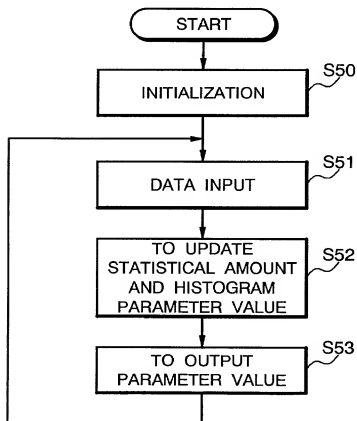 START
S50
INITIALIZATION
S51
DATA INPUT
S52
TO UPDATE
STATISTICAL AMOUNT
AND HISTOGRAM
PARAMETER VALUE
S53
TO OUTPUT
PARAMETER VALUE